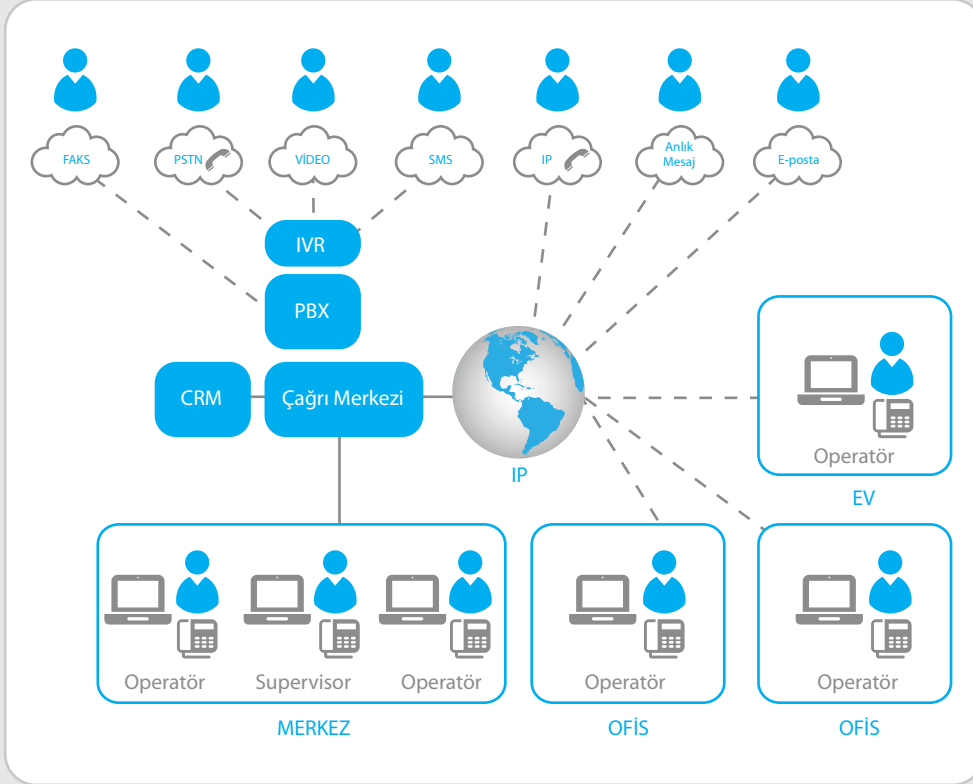 FAKS
PSTN
VİDEO
SMS
IP
Anlık
Mesaj
E-posta
IVR
PBX
CRM
Çağrı Merkezi
IP
Operatör
EV
Operatör
Supervisor
Operatör
MERKEZ
Operatör
OFİS
Operatör
OFİS